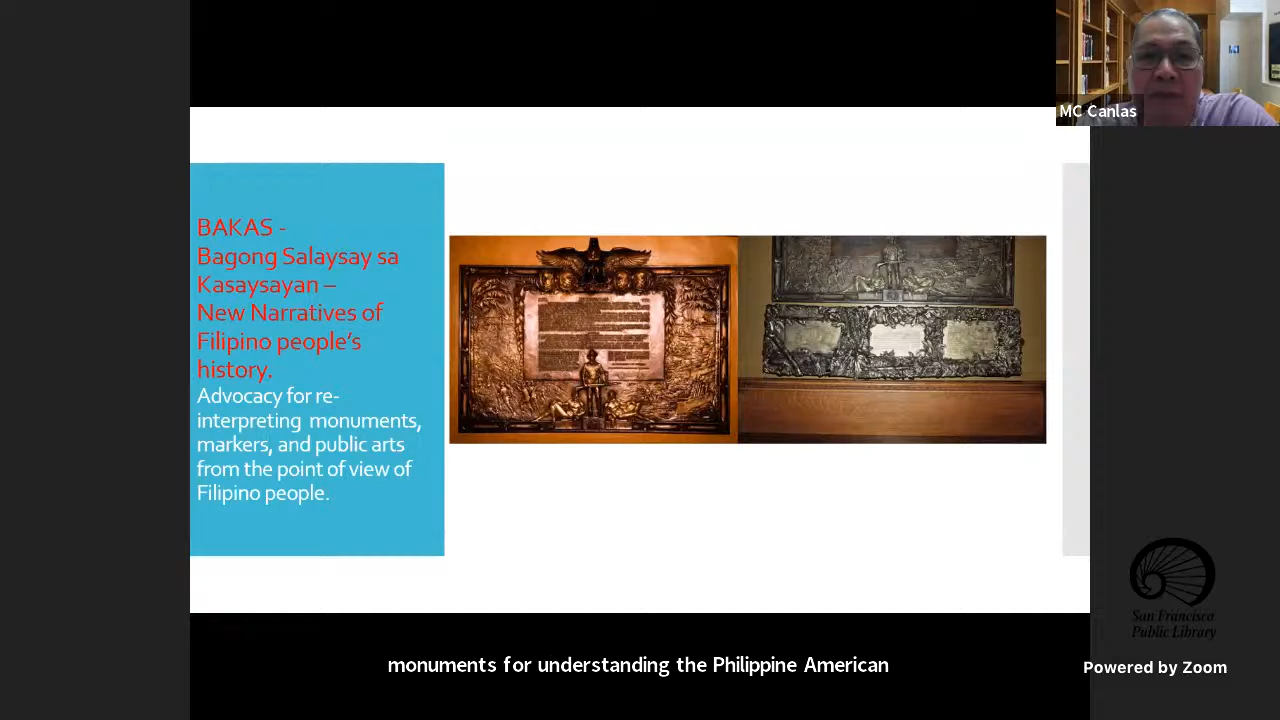 MC Canlas
BAKAS -
Bagong Salaysay sa
Kasaysayan –
New Narratives of
Filipino people's
history.
Advocacy for re-
interpreting monuments,
markers, and public arts
from the point of view of
Filipino people.
San Francisco
Public Library
monuments for understanding the Philippine American
Powered by Zoom